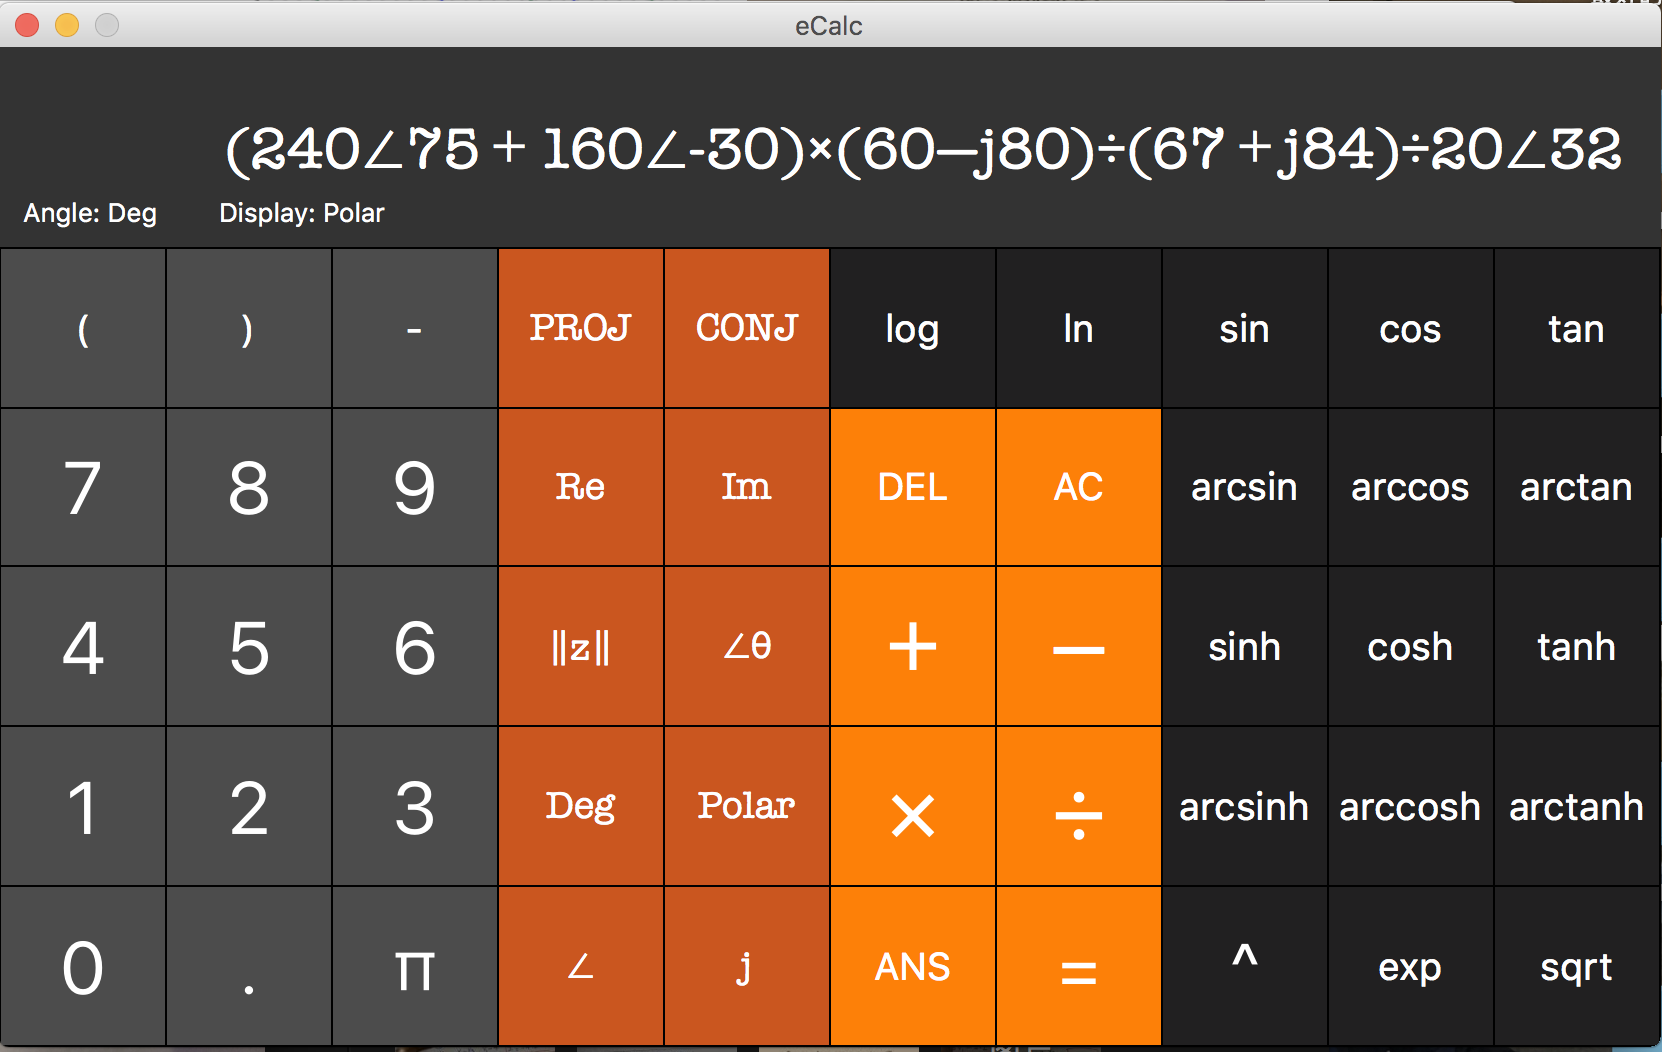 eCalc
(240∠75 + 160∠-30)×(60—j80)÷(67 + j84)÷20∠32
Angle: Deg Display: Polar
( ) - PROJ CONJ log ln sin cos tan
7 8 9 Re Im DEL AC arcsin arccos arctan
4 5 6 ||z|| ∠θ + — sinh cosh tanh
1 2 3 Deg Polar × ÷ arcsinh arccosh arctanh
0 . π ∠ j ANS = ^ exp sqrt